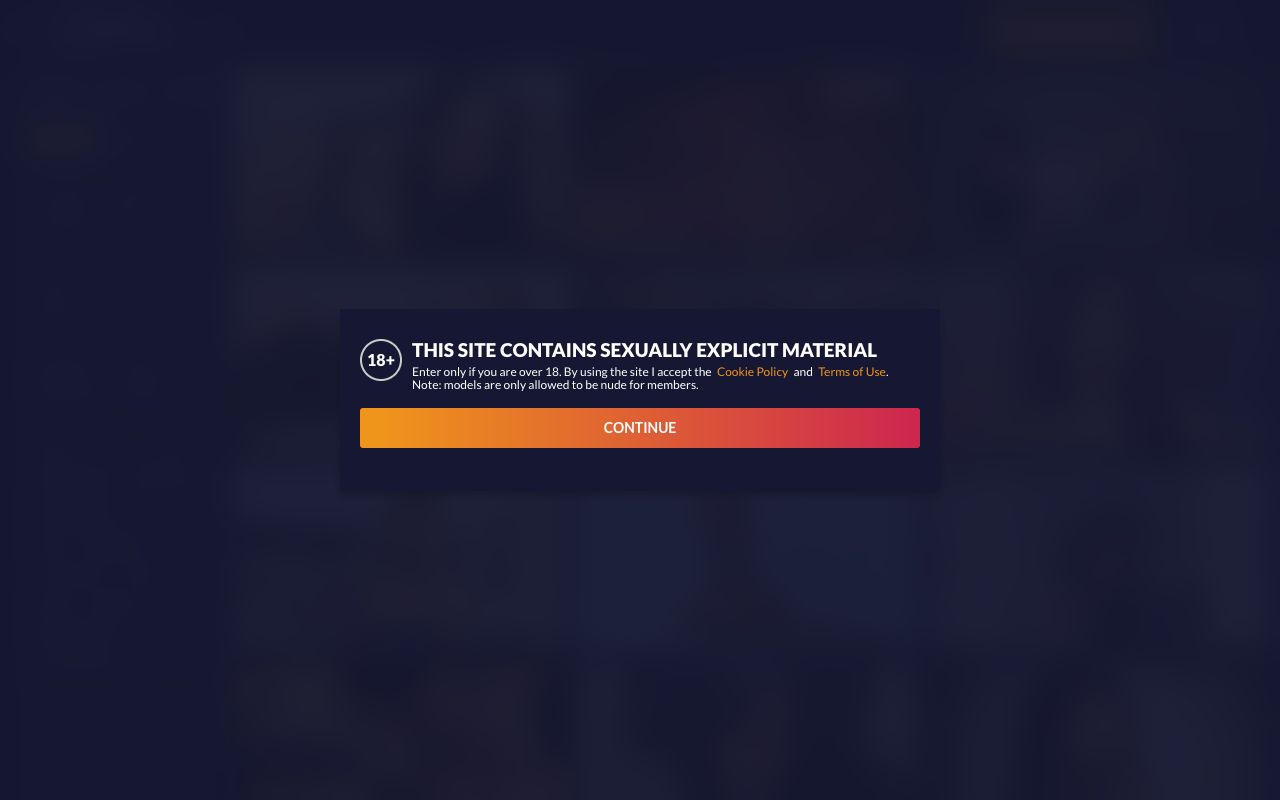 18+
THIS SITE CONTAINS SEXUALLY EXPLICIT MATERIAL
Enter only if you are over 18. By using the site I accept the Cookie Policy and Terms of Use.
Note: models are only allowed to be nude for members.
CONTINUE